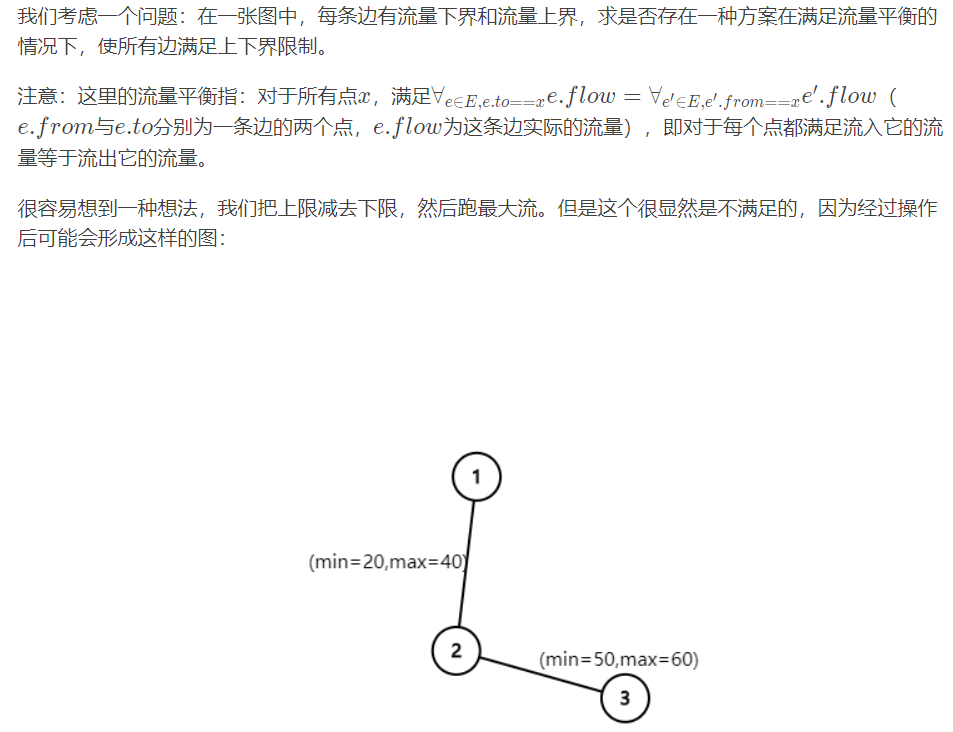 我们考虑一个问题：在一张图中，每条边有流量下界和流量上界，求是否存在一种方案在满足流量平衡的
情况下，使所有边满足上下界限制。
注意：这里的流量平衡指：对于所有点$x$，满足$\forall_{e\in E,e.to==x}e.flow=\forall_{e'\in E,e'.from==x}e'.flow$（
$e.from$与$e.to$分别为一条边的两个点，$e.flow$为这条边实际的流量），即对于每个点都满足流入它的流
量等于流出它的流量。
很容易想到一种想法，我们把上限减去下限，然后跑最大流。但是这个很显然是不满足的，因为经过操作
后可能会形成这样的图：
1
(min=20,max=40)
2
(min=50,max=60)
3